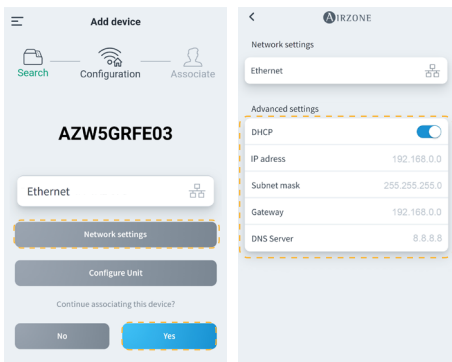 Add device
Search
Configuration
Associate
AZW5GRFE03
Ethernet
Network settings
Configure Unit
Continue associating this device?
No
Yes
AIRZONE
Network settings
Ethernet
Advanced settings
DHCP
IP adress 192.168.0.0
Subnet mask 255.255.255.0
Gateway 192.168.0.0
DNS Server 8.8.8.8